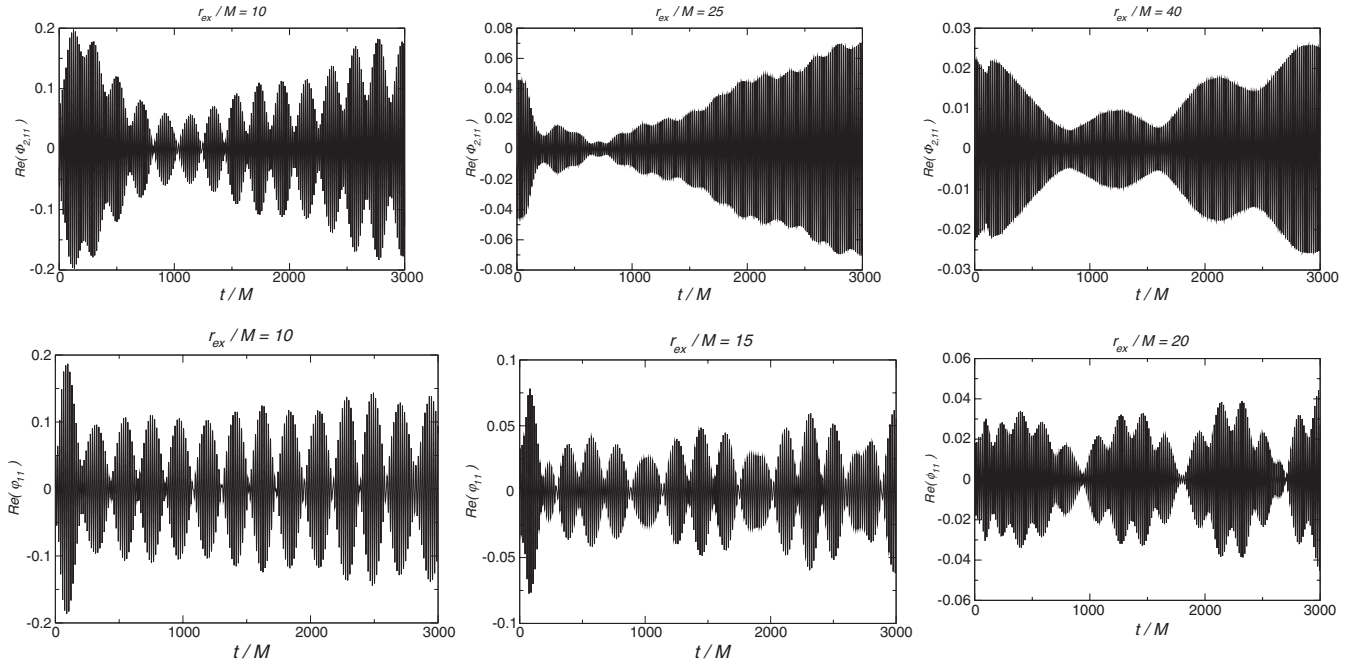 r_ex / M = 10
0.2
0.1
0
-0.1
-0.2
Re(Φ_2,11)
0 1000 2000 3000
t / M
r_ex / M = 25
0.08
0.06
0.04
0.02
0
-0.02
-0.04
-0.06
-0.08
Re(Φ_2,11)
0 1000 2000 3000
t / M
r_ex / M = 40
0.03
0.02
0.01
0
-0.01
-0.02
-0.03
Re(Φ_2,11)
0 1000 2000 3000
t / M
r_ex / M = 10
0.2
0.1
0
-0.1
-0.2
Re(φ_11)
0 1000 2000 3000
t / M
r_ex / M = 15
0.1
0.05
0
-0.05
-0.1
Re(φ_11)
0 1000 2000 3000
t / M
r_ex / M = 20
0.06
0.04
0.02
0
-0.02
-0.04
-0.06
Re(ϕ_11)
0 1000 2000 3000
t / M